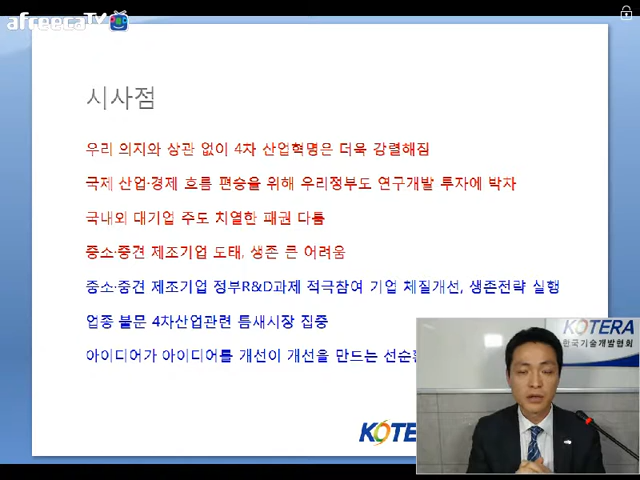 afreecaTV
시사점
우리 의지와 상관 없이 4차 산업혁명은 더욱 강렬해짐
국제 산업·경제 흐름 편승을 위해 우리정부도 연구개발 투자에 박차
국내외 대기업 주도 치열한 패권 다툼
중소·중견 제조기업 도태, 생존 큰 어려움
중소·중견 제조기업 정부R&D과제 적극참여 기업 체질개선, 생존전략 실행
업종 불문 4차산업관련 틈새시장 집중
아이디어가 아이디어를 개선이 개선을 만드는
KOTERA
한국기술개발협회